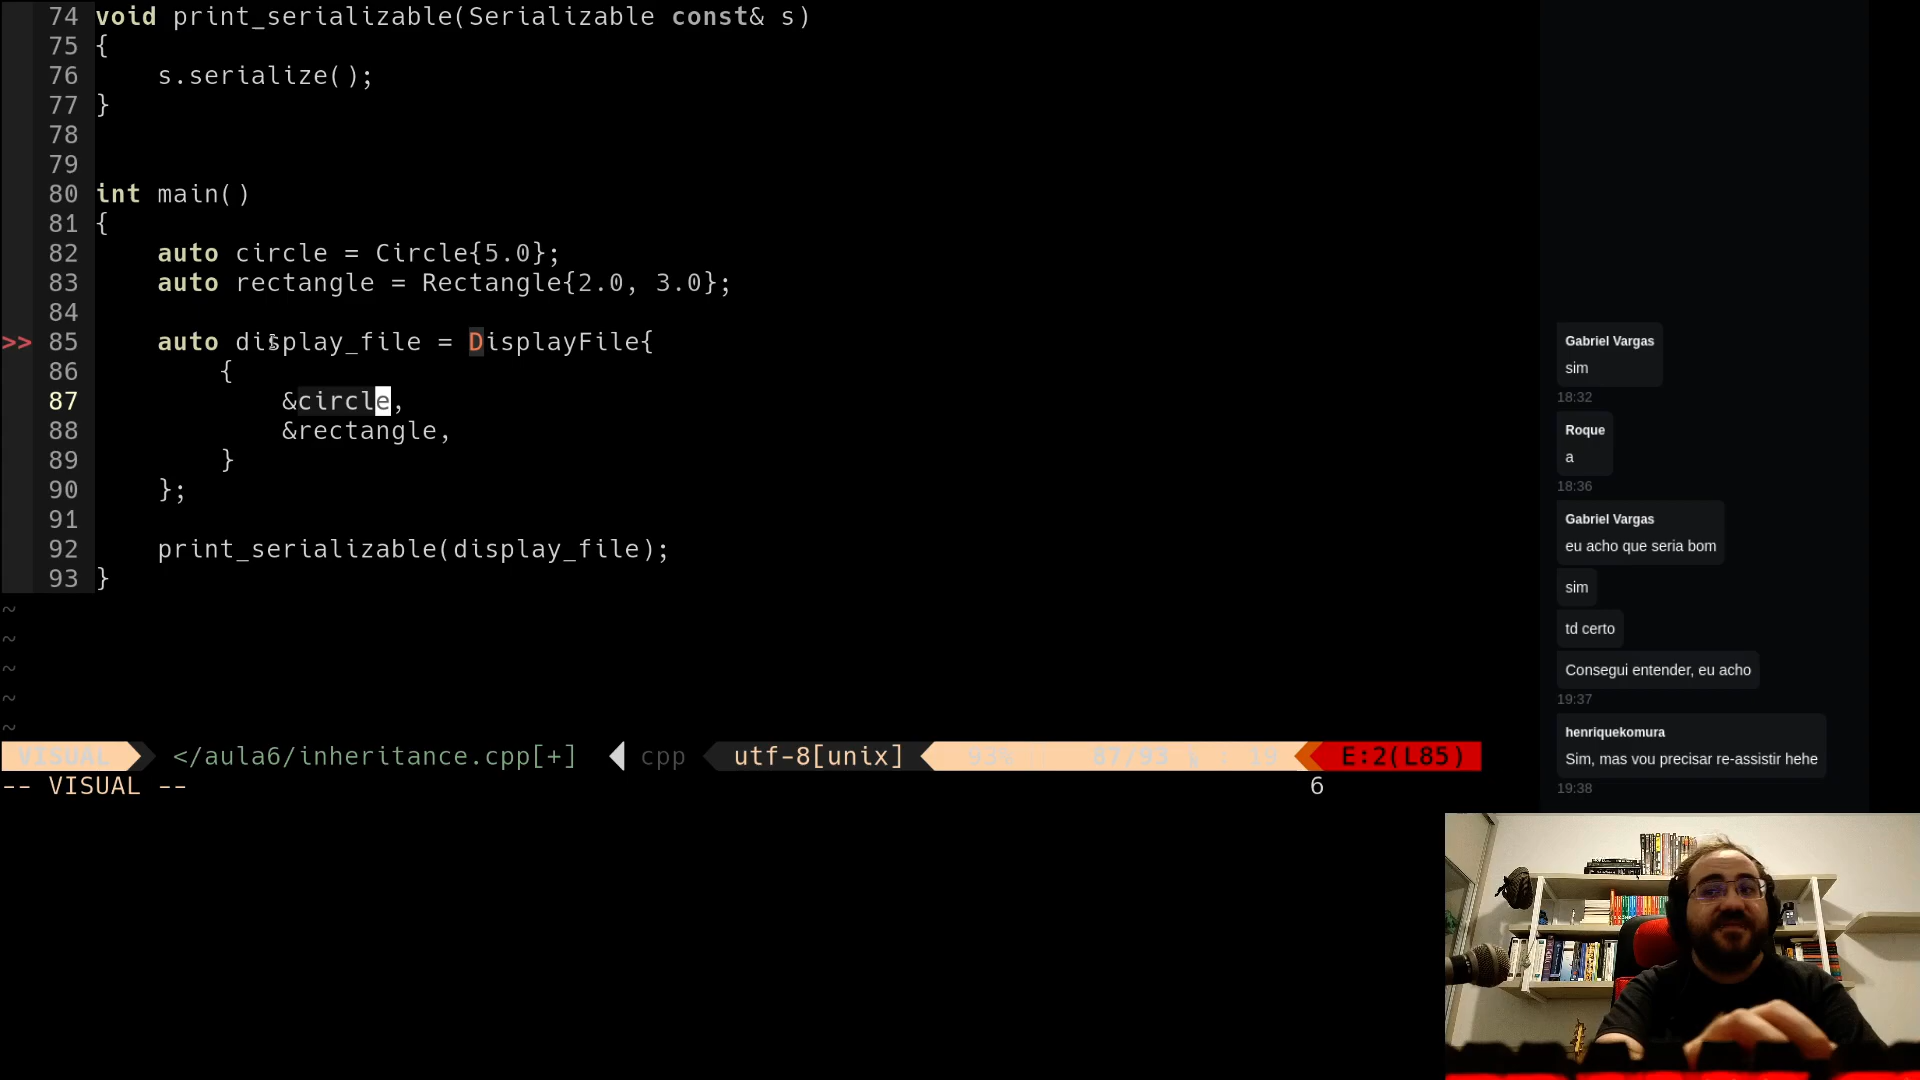 74 void print_serializable(Serializable const& s)
75 {
76     s.serialize();
77 }
78
79
80 int main()
81 {
82     auto circle = Circle{5.0};
83     auto rectangle = Rectangle{2.0, 3.0};
84
>> 85     auto display_file = DisplayFile{
86         {
87             &circle,
88             &rectangle,
89         }
90     };
91
92     print_serializable(display_file);
93 }
~
~
~
~
~
VISUAL </aula6/inheritance.cpp[+] cpp utf-8[unix] 93% 87/93 : 19 E:2(L85)
-- VISUAL -- 6
Gabriel Vargas
sim
18:32
Roque
a
18:36
Gabriel Vargas
eu acho que seria bom
sim
td certo
Consegui entender, eu acho
19:37
henriquekomura
Sim, mas vou precisar re-assistir hehe
19:38